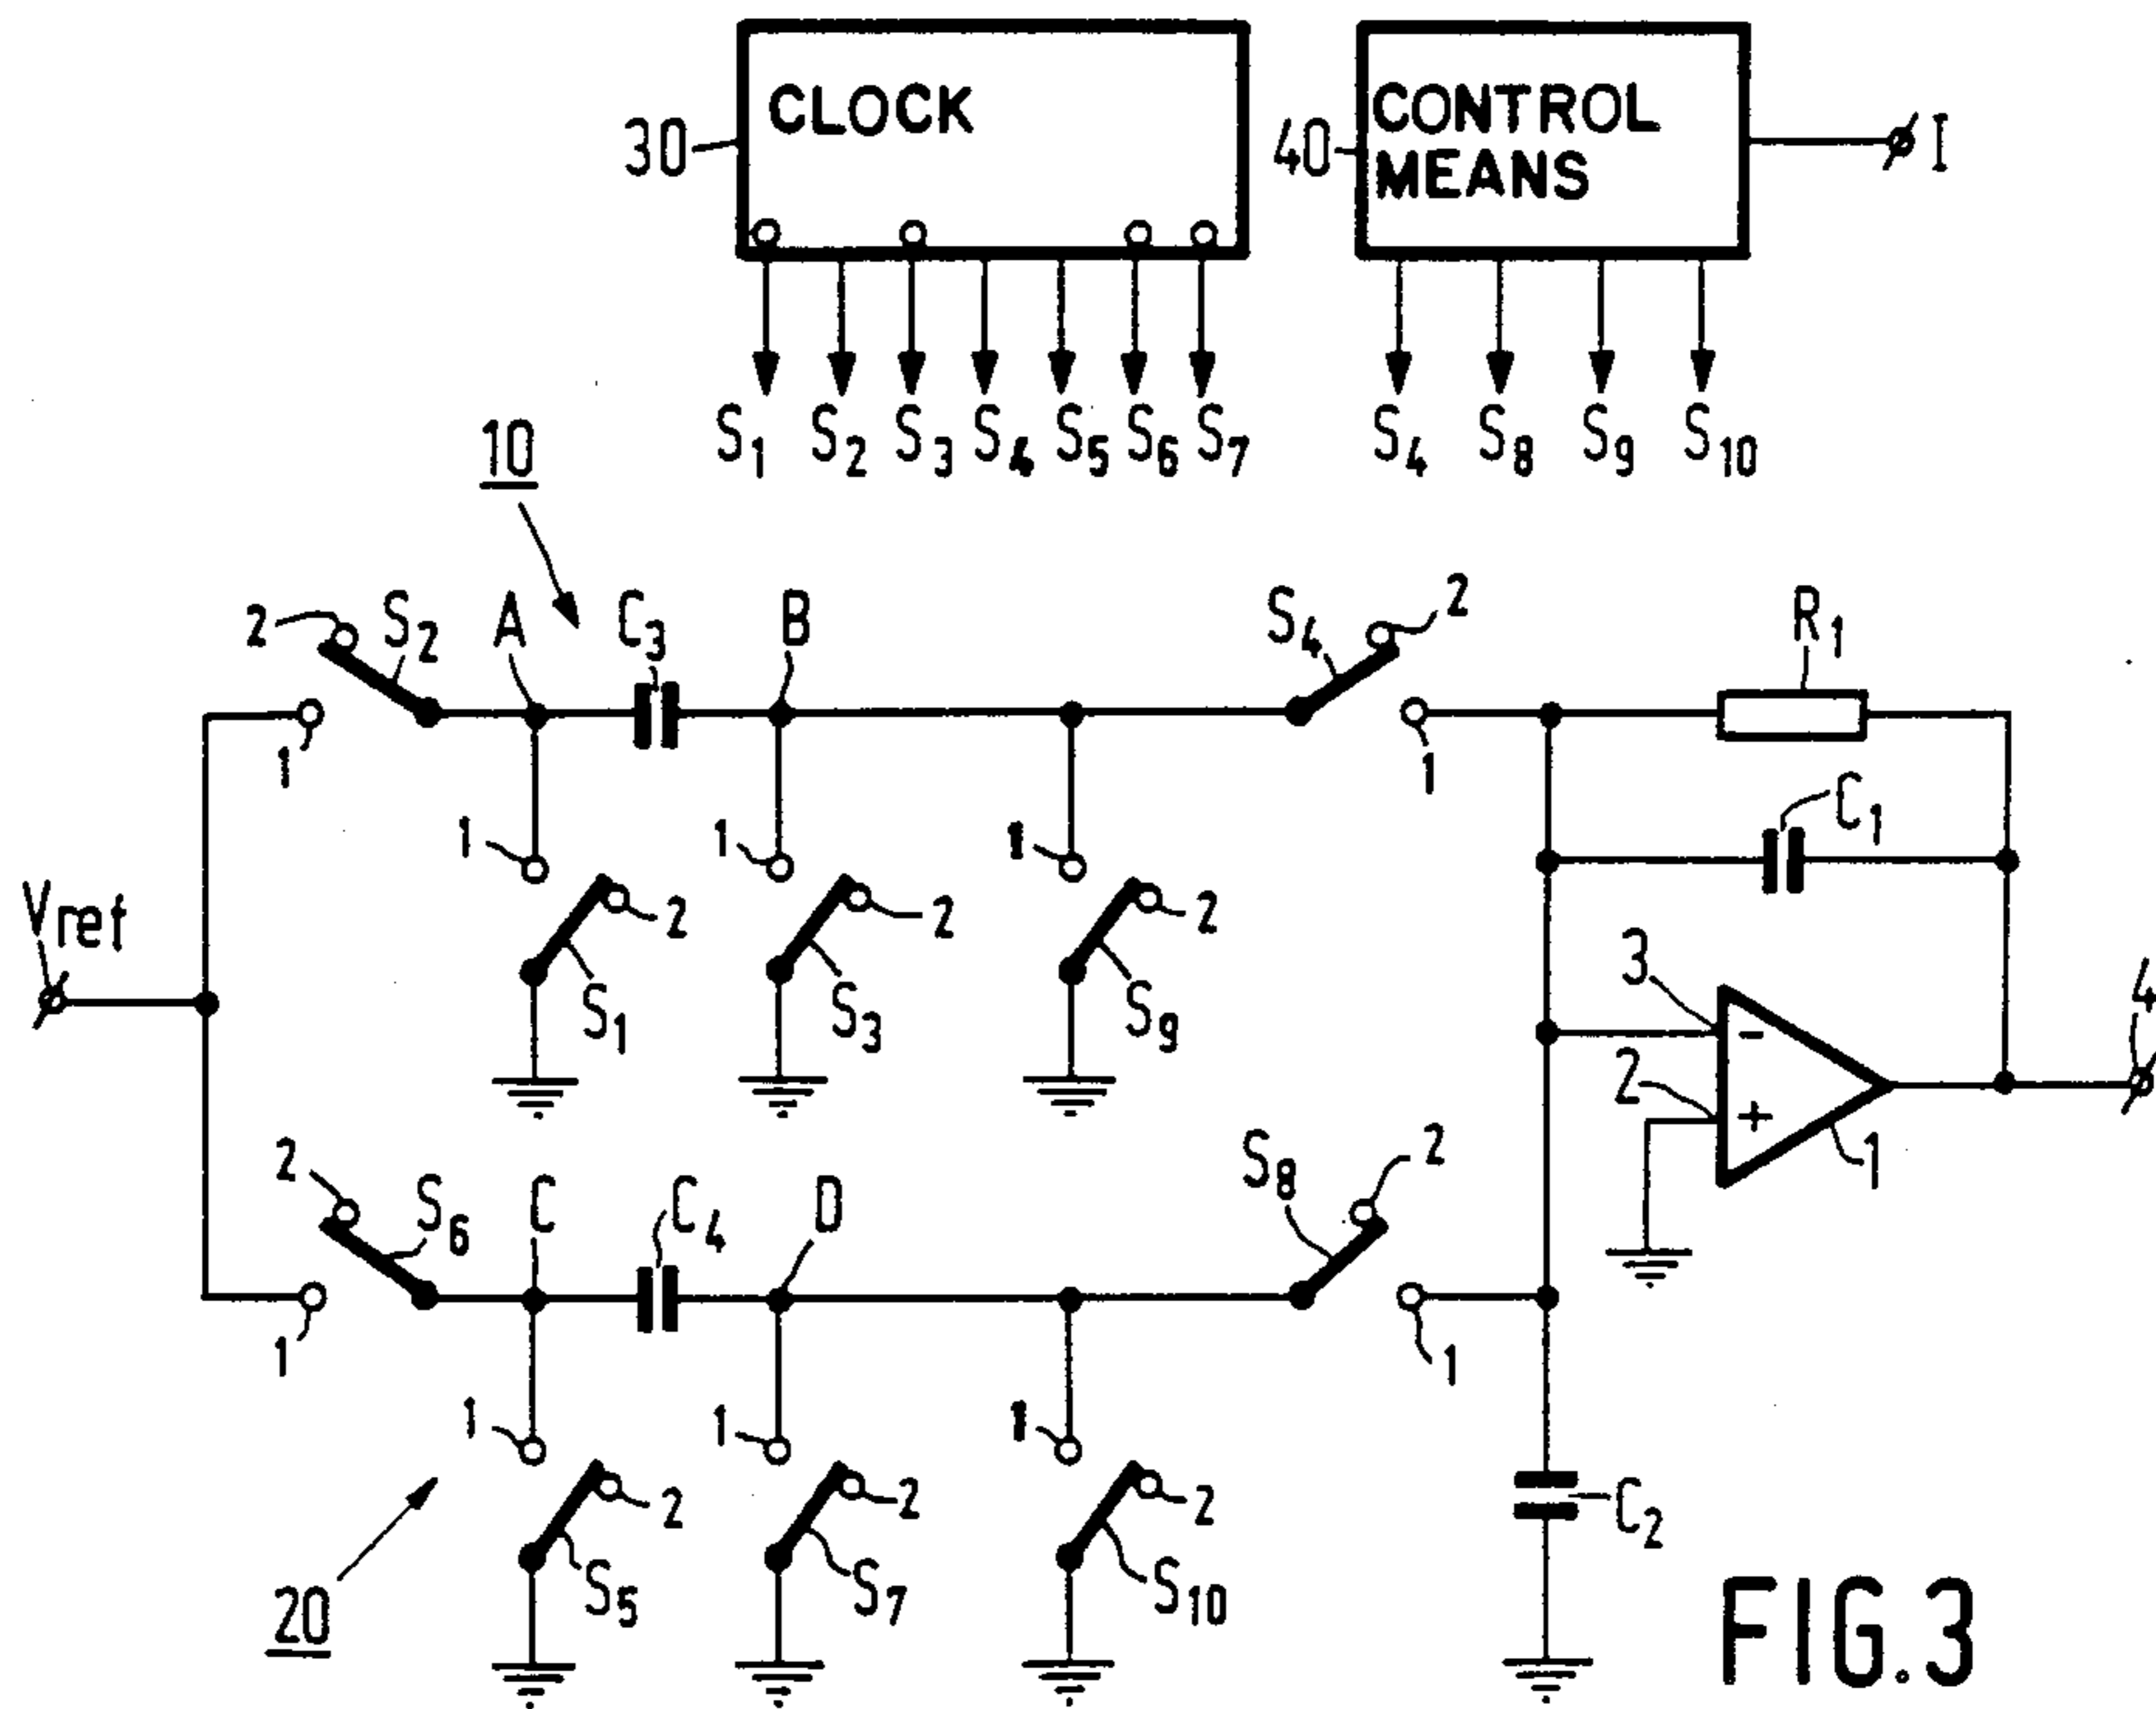 CLOCK
CONTROL
MEANS
30
40
I
S1 S2 S3 S4 S5 S6 S7
S4 S8 S9 S10
10
2 S2 A C3 B S4 2 R1
1 1
C1
1 1 1
Vref 2 2 2
3 4
S1 S3 S9
2
- +
1
2 S6 C C4 D S8 2
1 1
1 1 1
2 2 2 C2
S5 S7 S10
20
FIG.3